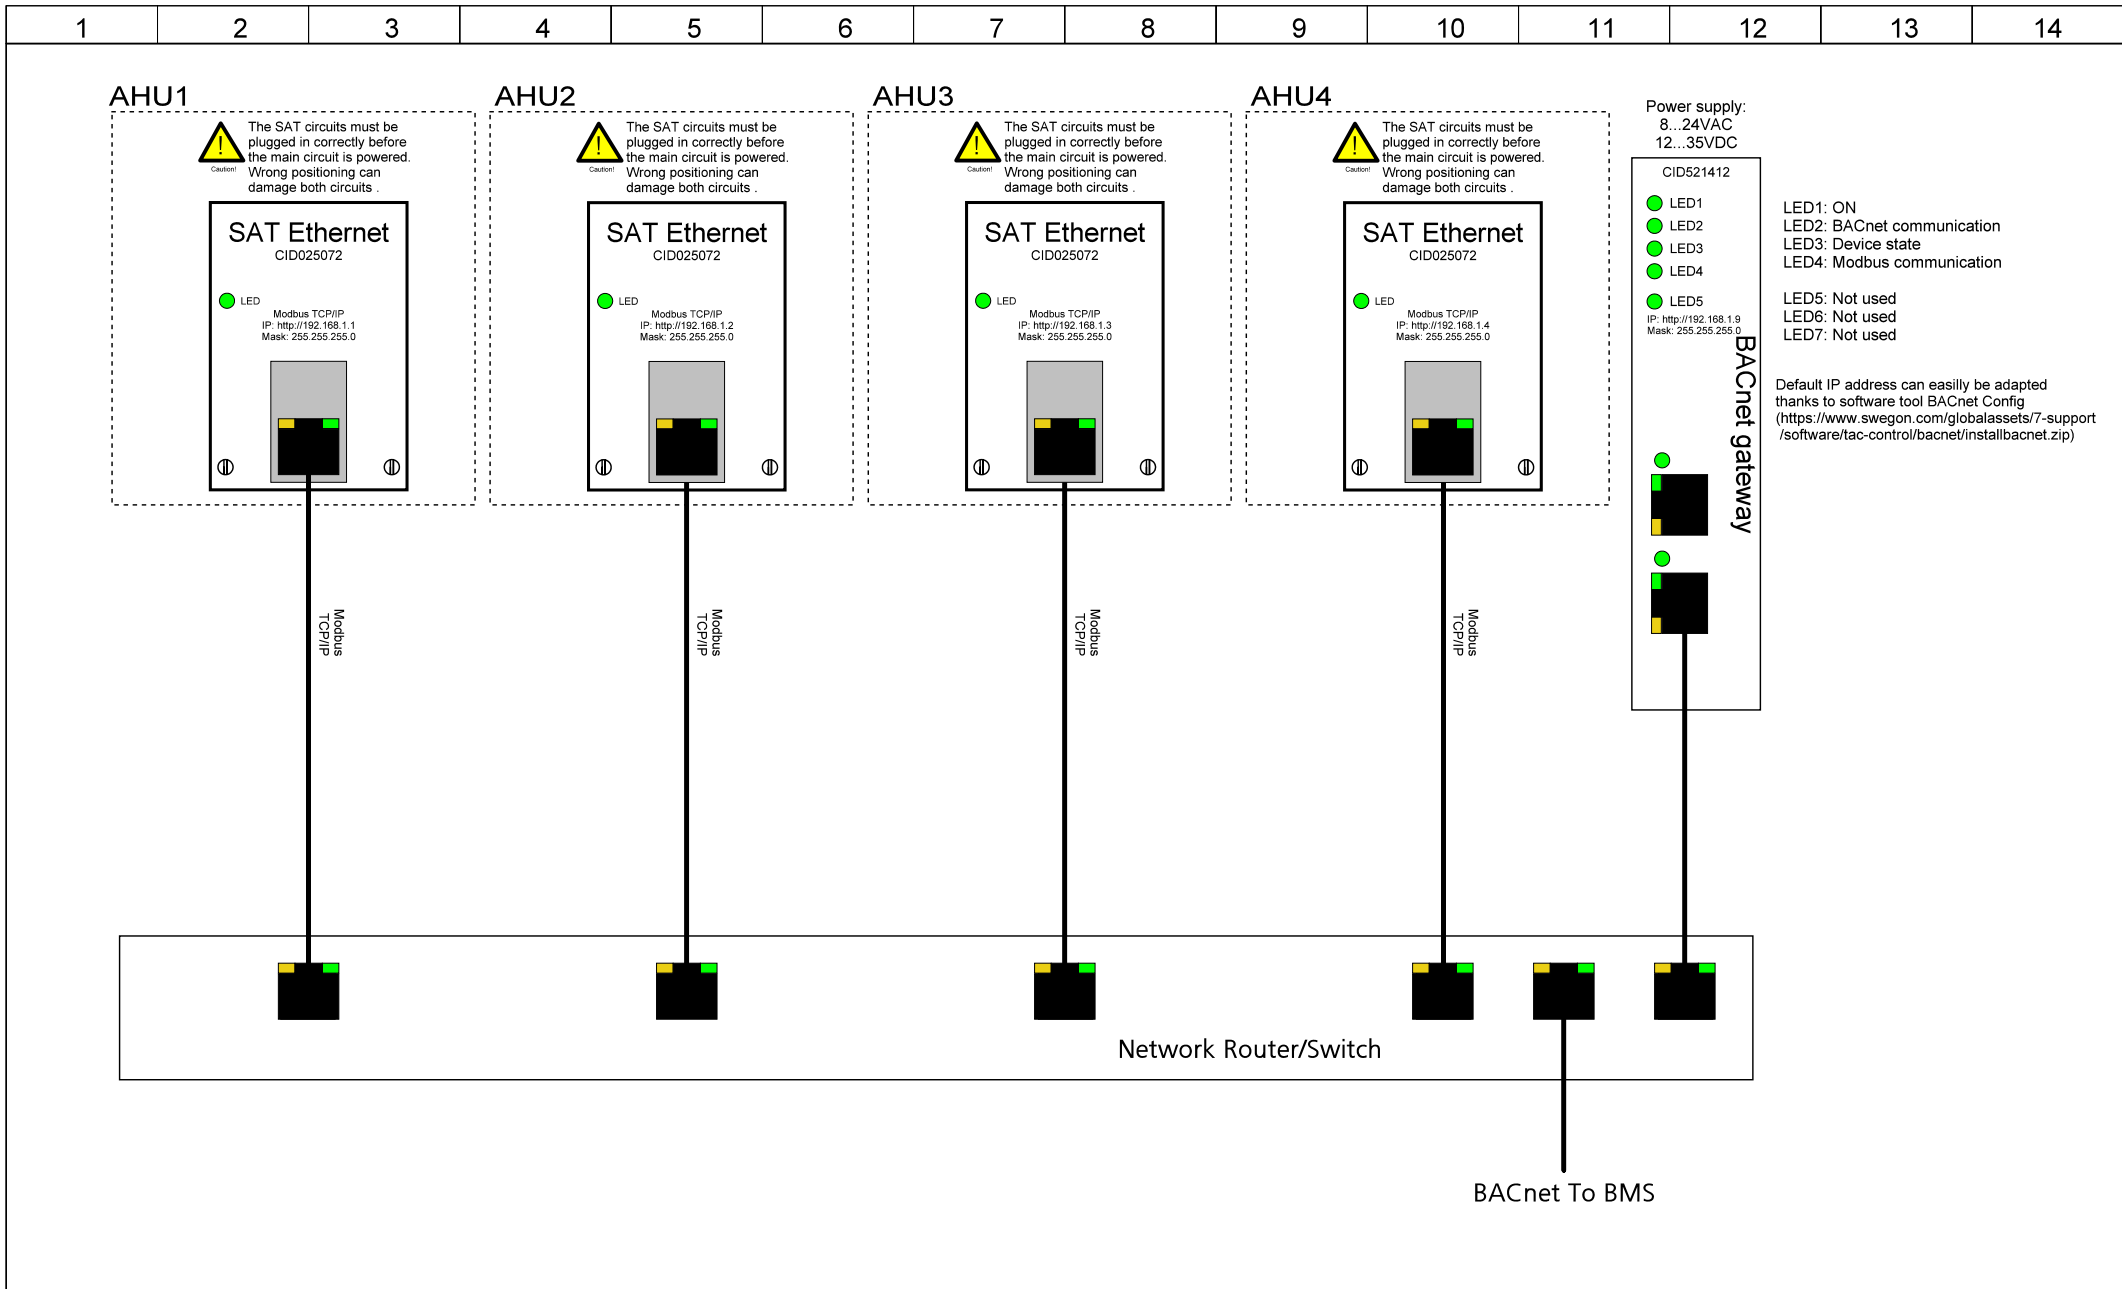 1 2 3 4 5 6 7 8 9 10 11 12 13 14
AHU1
Caution!
The SAT circuits must be
plugged in correctly before
the main circuit is powered.
Wrong positioning can
damage both circuits .
SAT Ethernet
CID025072
LED
Modbus TCP/IP
IP: http://192.168.1.1
Mask: 255.255.255.0
Modbus
TCP/IP
AHU2
Caution!
The SAT circuits must be
plugged in correctly before
the main circuit is powered.
Wrong positioning can
damage both circuits .
SAT Ethernet
CID025072
LED
Modbus TCP/IP
IP: http://192.168.1.2
Mask: 255.255.255.0
Modbus
TCP/IP
AHU3
Caution!
The SAT circuits must be
plugged in correctly before
the main circuit is powered.
Wrong positioning can
damage both circuits .
SAT Ethernet
CID025072
LED
Modbus TCP/IP
IP: http://192.168.1.3
Mask: 255.255.255.0
Modbus
TCP/IP
AHU4
Caution!
The SAT circuits must be
plugged in correctly before
the main circuit is powered.
Wrong positioning can
damage both circuits .
SAT Ethernet
CID025072
LED
Modbus TCP/IP
IP: http://192.168.1.4
Mask: 255.255.255.0
Modbus
TCP/IP
Power supply:
8...24VAC
12...35VDC
CID521412
LED1
LED2
LED3
LED4
LED5
IP: http://192.168.1.9
Mask: 255.255.255.0
BACnet gateway
LED1: ON
LED2: BACnet communication
LED3: Device state
LED4: Modbus communication
LED5: Not used
LED6: Not used
LED7: Not used
Default IP address can easilly be adapted
thanks to software tool BACnet Config
(https://www.swegon.com/globalassets/7-support
/software/tac-control/bacnet/installbacnet.zip)
Network Router/Switch
BACnet To BMS